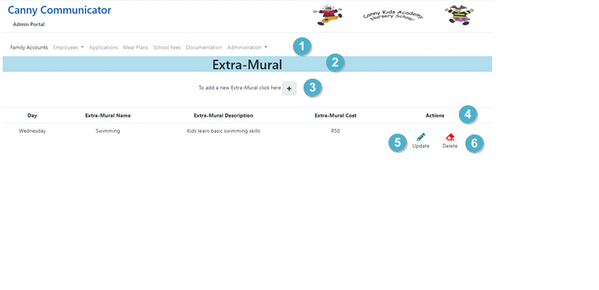 Canny Communicator
Admin Portal
Canny Kids Academy
Nursery School
Family Accounts Employees Applications Meal Plans School Fees Documentation Administration 1
Extra-Mural 2
To add a new Extra-Mural click here + 3
Day Extra-Mural Name Extra-Mural Description Extra-Mural Cost Actions 4
Wednesday Swimming Kids learn basic swimming skills R50
5 Update Delete 6